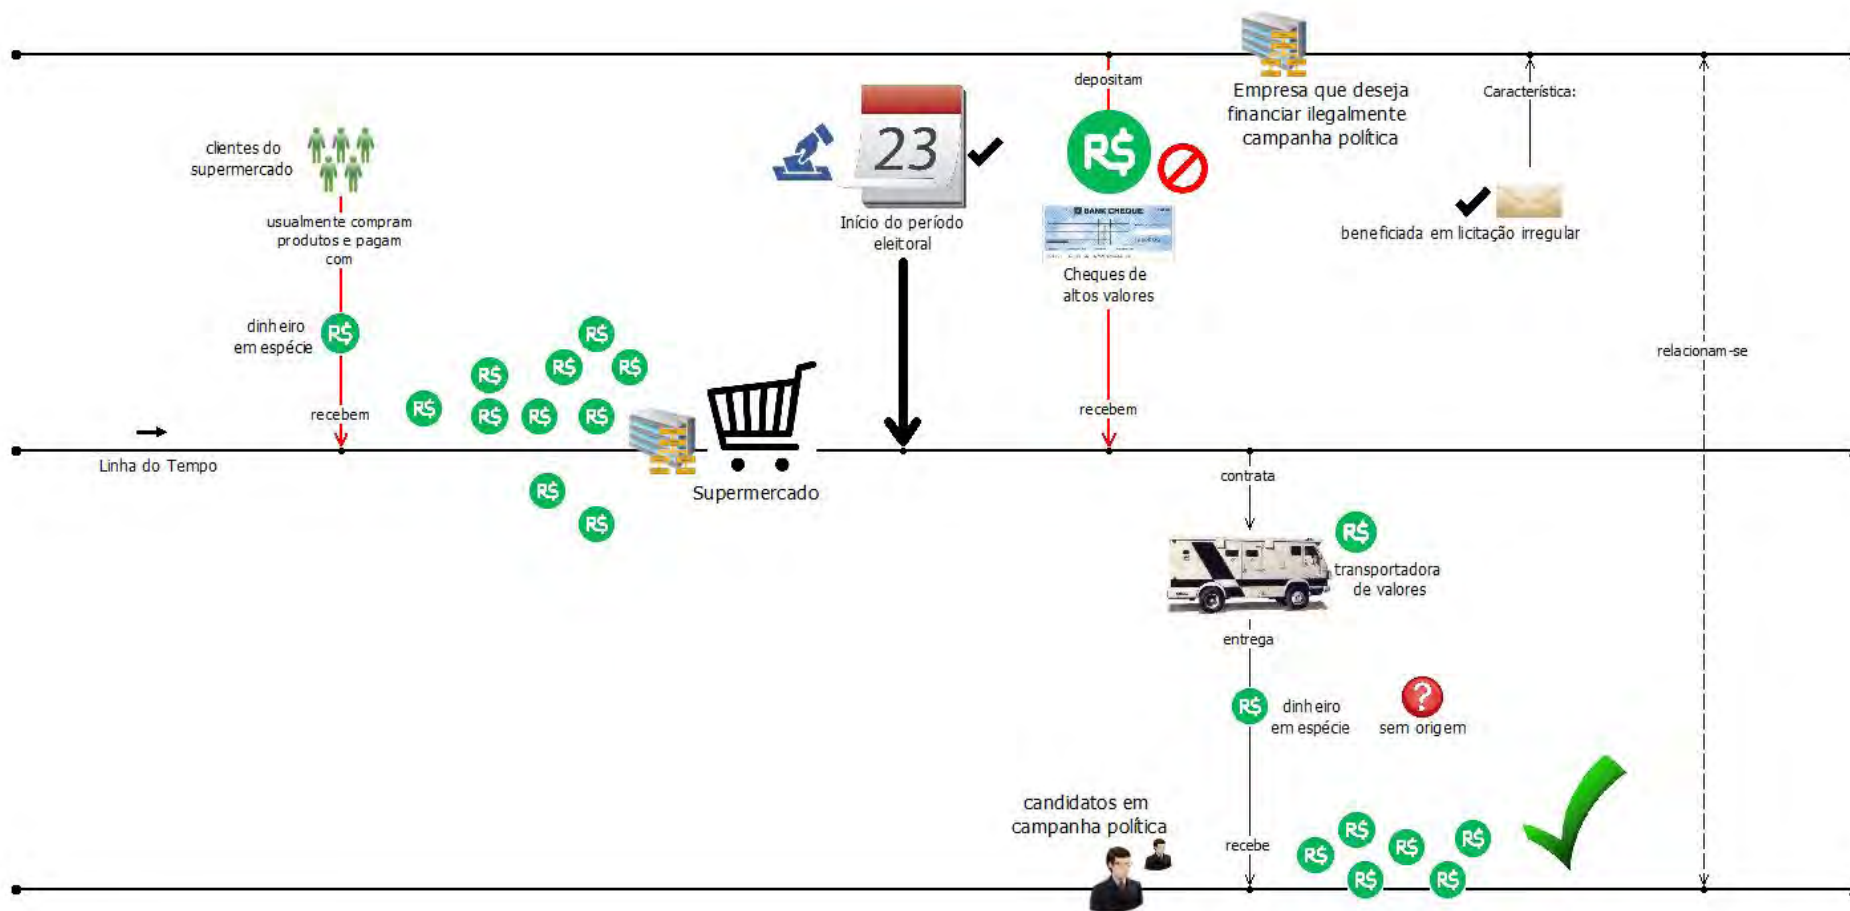 depositam
Empresa que deseja
financiar ilegalmente
campanha política
Característica:
clientes do
supermercado
23
R$
BANK CHEQUE
beneficiada em licitação irregular
usualmente compram
produtos e pagam
com
Início do período
eleitoral
Cheques de
altos valores
dinheiro
em espécie
R$
R$
R$
R$
R$
relacionam-se
R$
R$
R$
R$
R$
recebem
recebem
Linha do Tempo
Supermercado
contrata
R$
R$
R$
transportadora
de valores
entrega
R$
dinheiro
em espécie
?
sem origem
candidatos em
campanha política
recebe
R$
R$
R$
R$
R$
R$